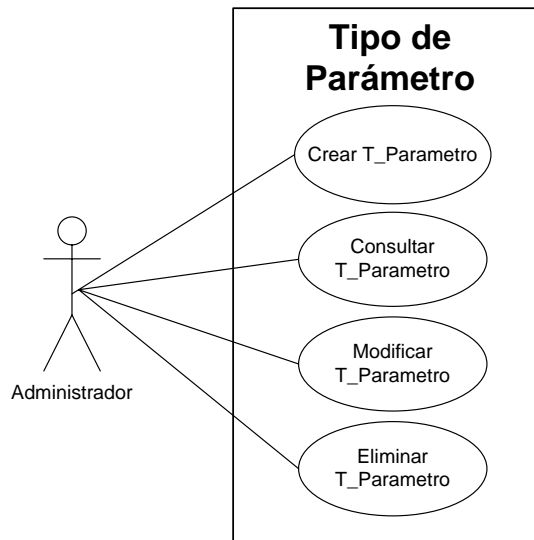 Tipo de
Parámetro
Crear T_Parametro
Consultar
T_Parametro
Modificar
T_Parametro
Administrador
Eliminar
T_Parametro